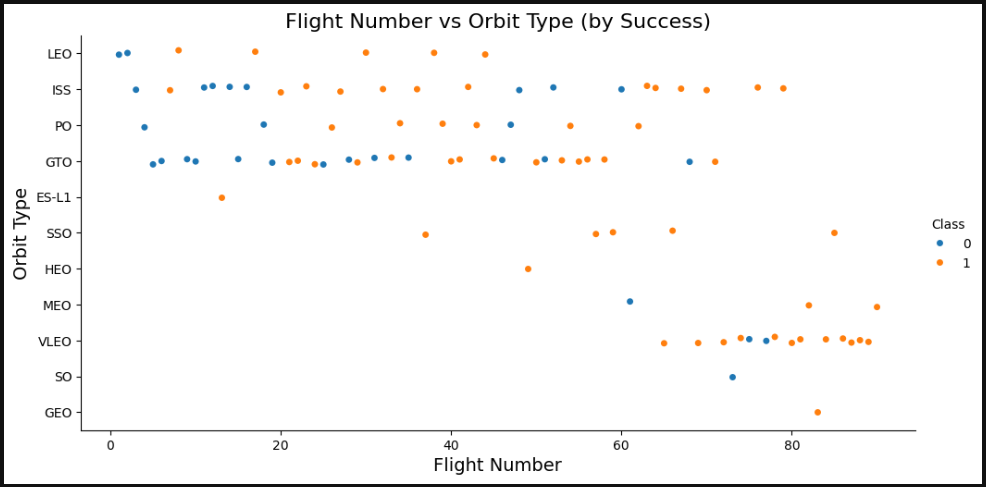 Flight Number vs Orbit Type (by Success)
LEO
ISS
PO
GTO
ES-L1
SSO
HEO
MEO
VLEO
SO
GEO
Orbit Type
Class
0
1
0 20 40 60 80
Flight Number